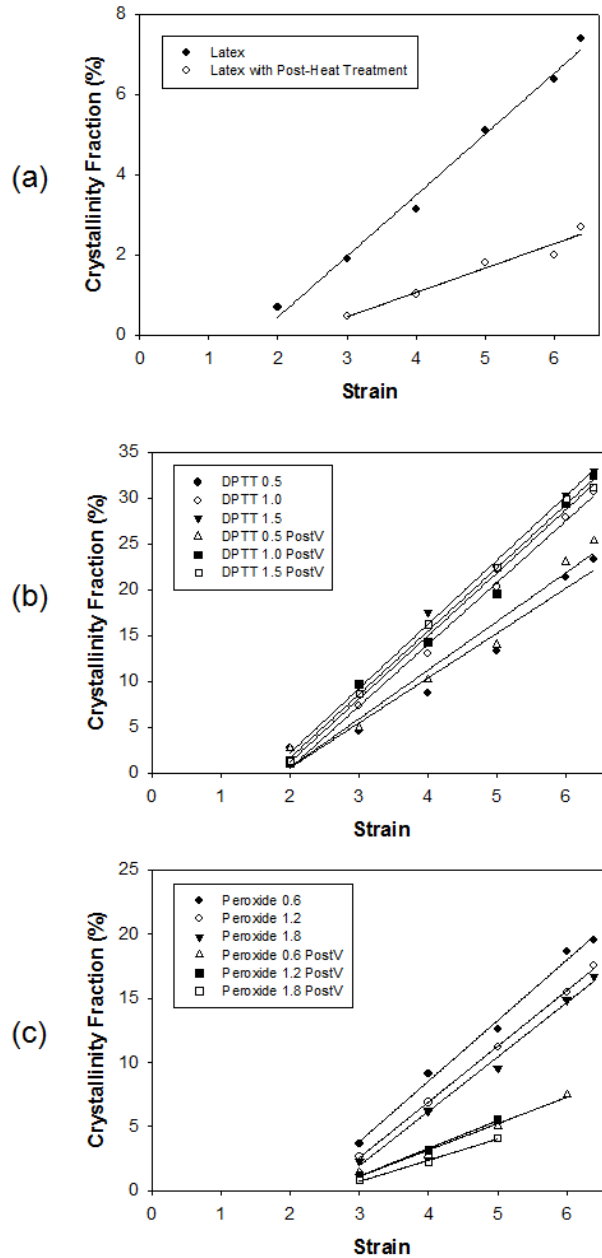 (a)
Crystallinity Fraction (%)
8
6
4
2
0
Latex
Latex with Post-Heat Treatment
0 1 2 3 4 5 6
Strain
(b)
Crystallinity Fraction (%)
35
30
25
20
15
10
5
0
DPTT 0.5
DPTT 1.0
DPTT 1.5
DPTT 0.5 PostV
DPTT 1.0 PostV
DPTT 1.5 PostV
0 1 2 3 4 5 6
Strain
(c)
Crystallinity Fraction (%)
25
20
15
10
5
0
Peroxide 0.6
Peroxide 1.2
Peroxide 1.8
Peroxide 0.6 PostV
Peroxide 1.2 PostV
Peroxide 1.8 PostV
0 1 2 3 4 5 6
Strain